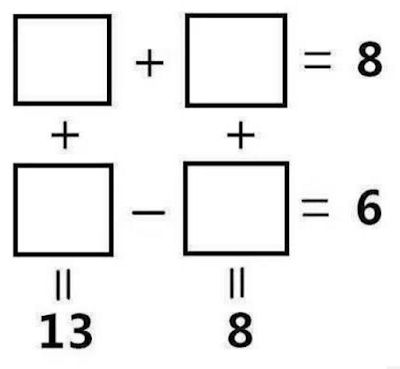 □ + □ = 8
+ +
□ − □ = 6
= =
13 8